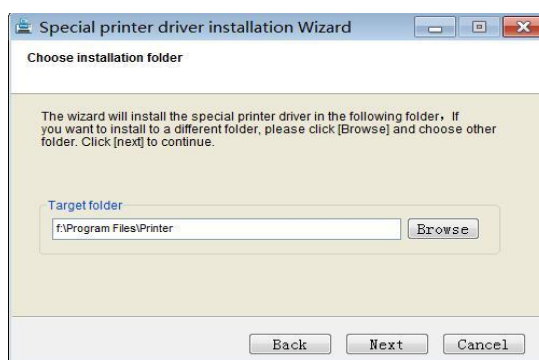 Special printer driver installation Wizard
Choose installation folder
The wizard will install the special printer driver in the following folder，If
you want to install to a different folder, please click [Browse] and choose other
folder. Click [next] to continue.
Target folder
f:\Program Files\Printer
Browse
Back Next Cancel